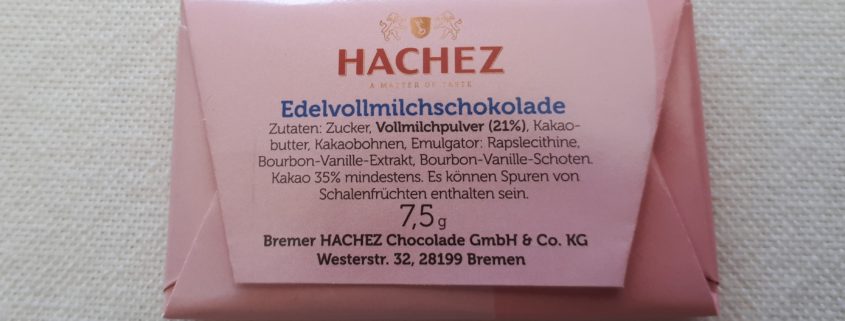 HACHEZ
A MATTER OF TASTE
Edelvollmilchschokolade
Zutaten: Zucker, Vollmilchpulver (21%), Kakao-
butter, Kakaobohnen, Emulgator: Rapslecithine,
Bourbon-Vanille-Extrakt, Bourbon-Vanille-Schoten.
Kakao 35% mindestens. Es können Spuren von
Schalenfrüchten enthalten sein.
7,5 g
Bremer HACHEZ Chocolade GmbH & Co. KG
Westerstr. 32, 28199 Bremen